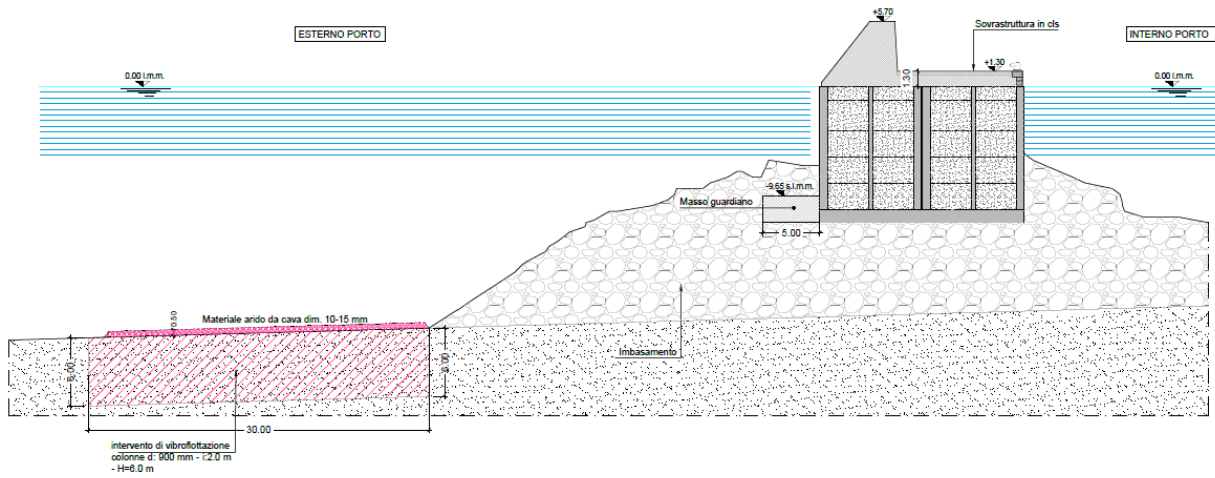 ESTERNO PORTO
+5.70
Sovrastruttura in cls
INTERNO PORTO
0.00 l.m.m.
+1.30
1.30
0.00 l.m.m.
-9.65 s.l.m.m.
Masso guardiano
5.00
Materiale arido da cava dim. 10-15 mm
0.50
6.00
6.00
Imbasamento
30.00
intervento di vibroflottazione
colonne d: 900 mm - i:2.0 m
- H=6.0 m